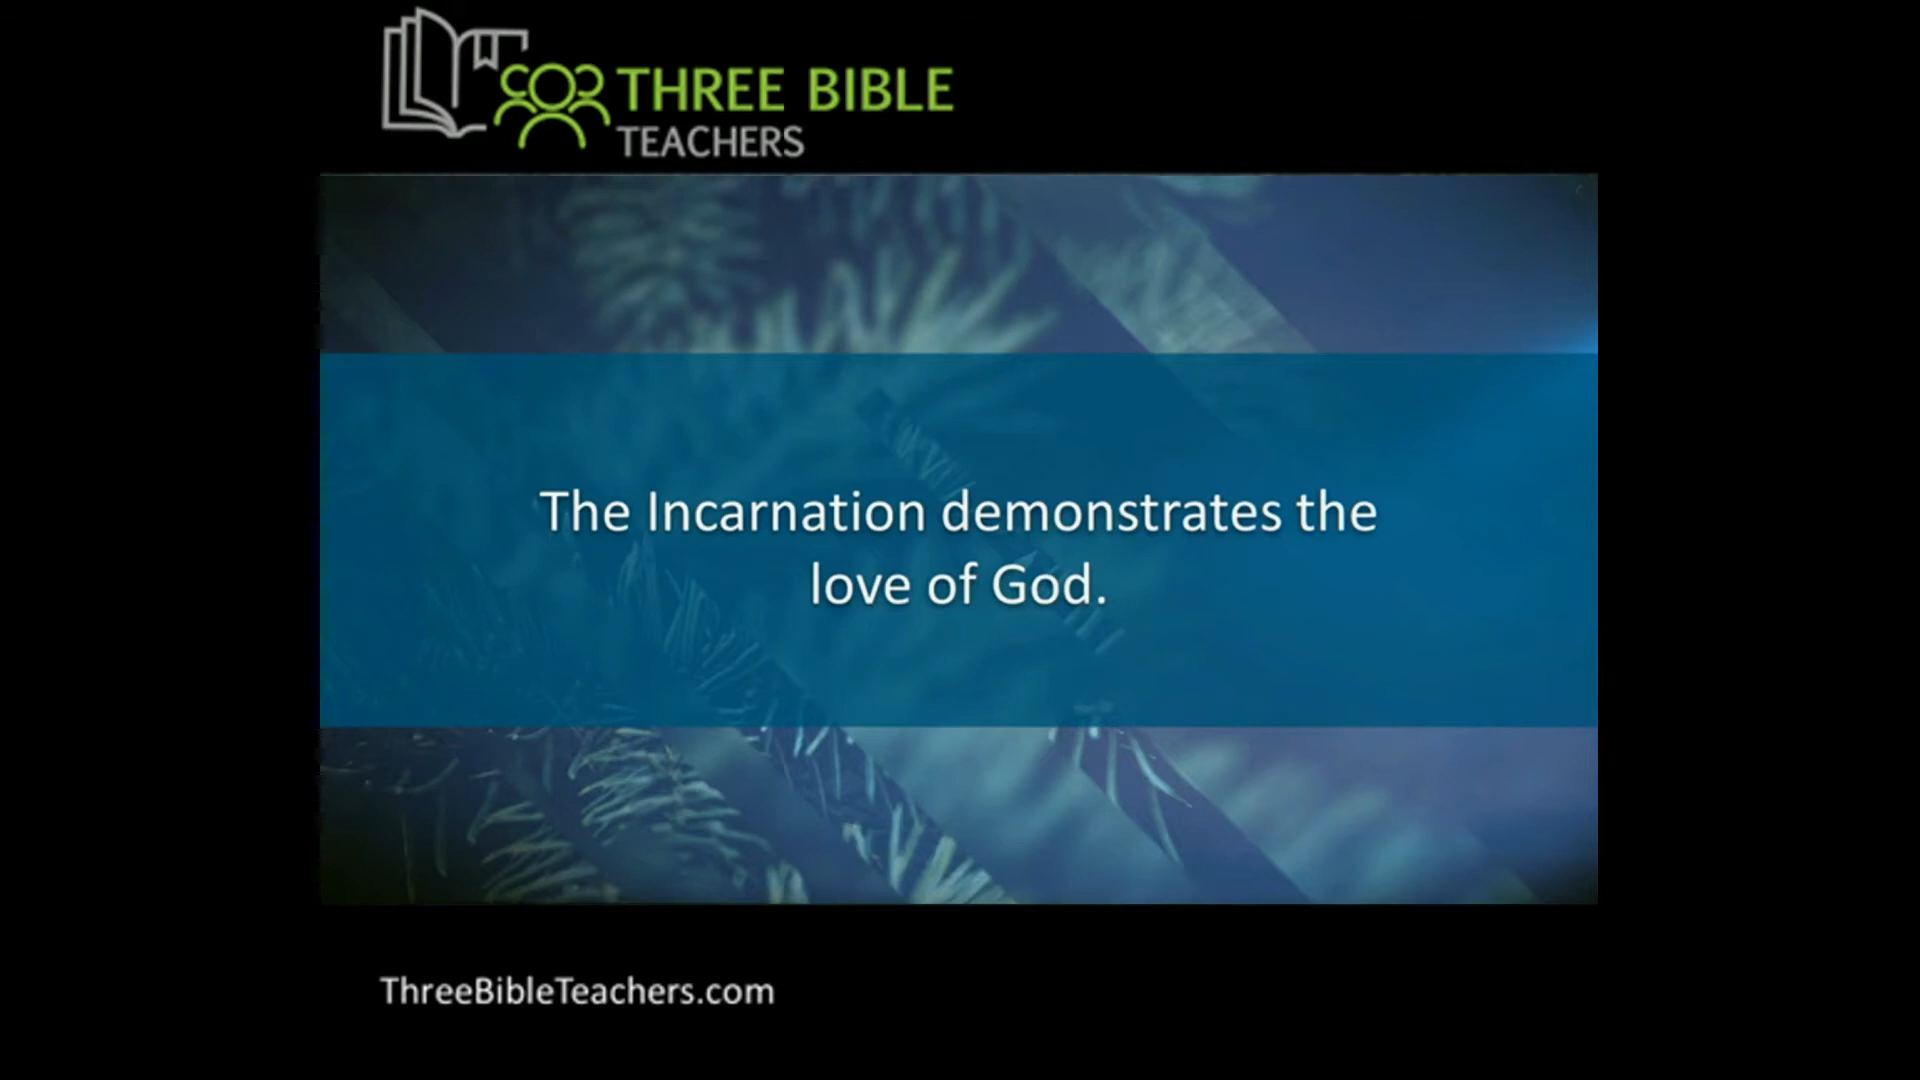 THREE BIBLE
TEACHERS
The Incarnation demonstrates the
love of God.
ThreeBibleTeachers.com